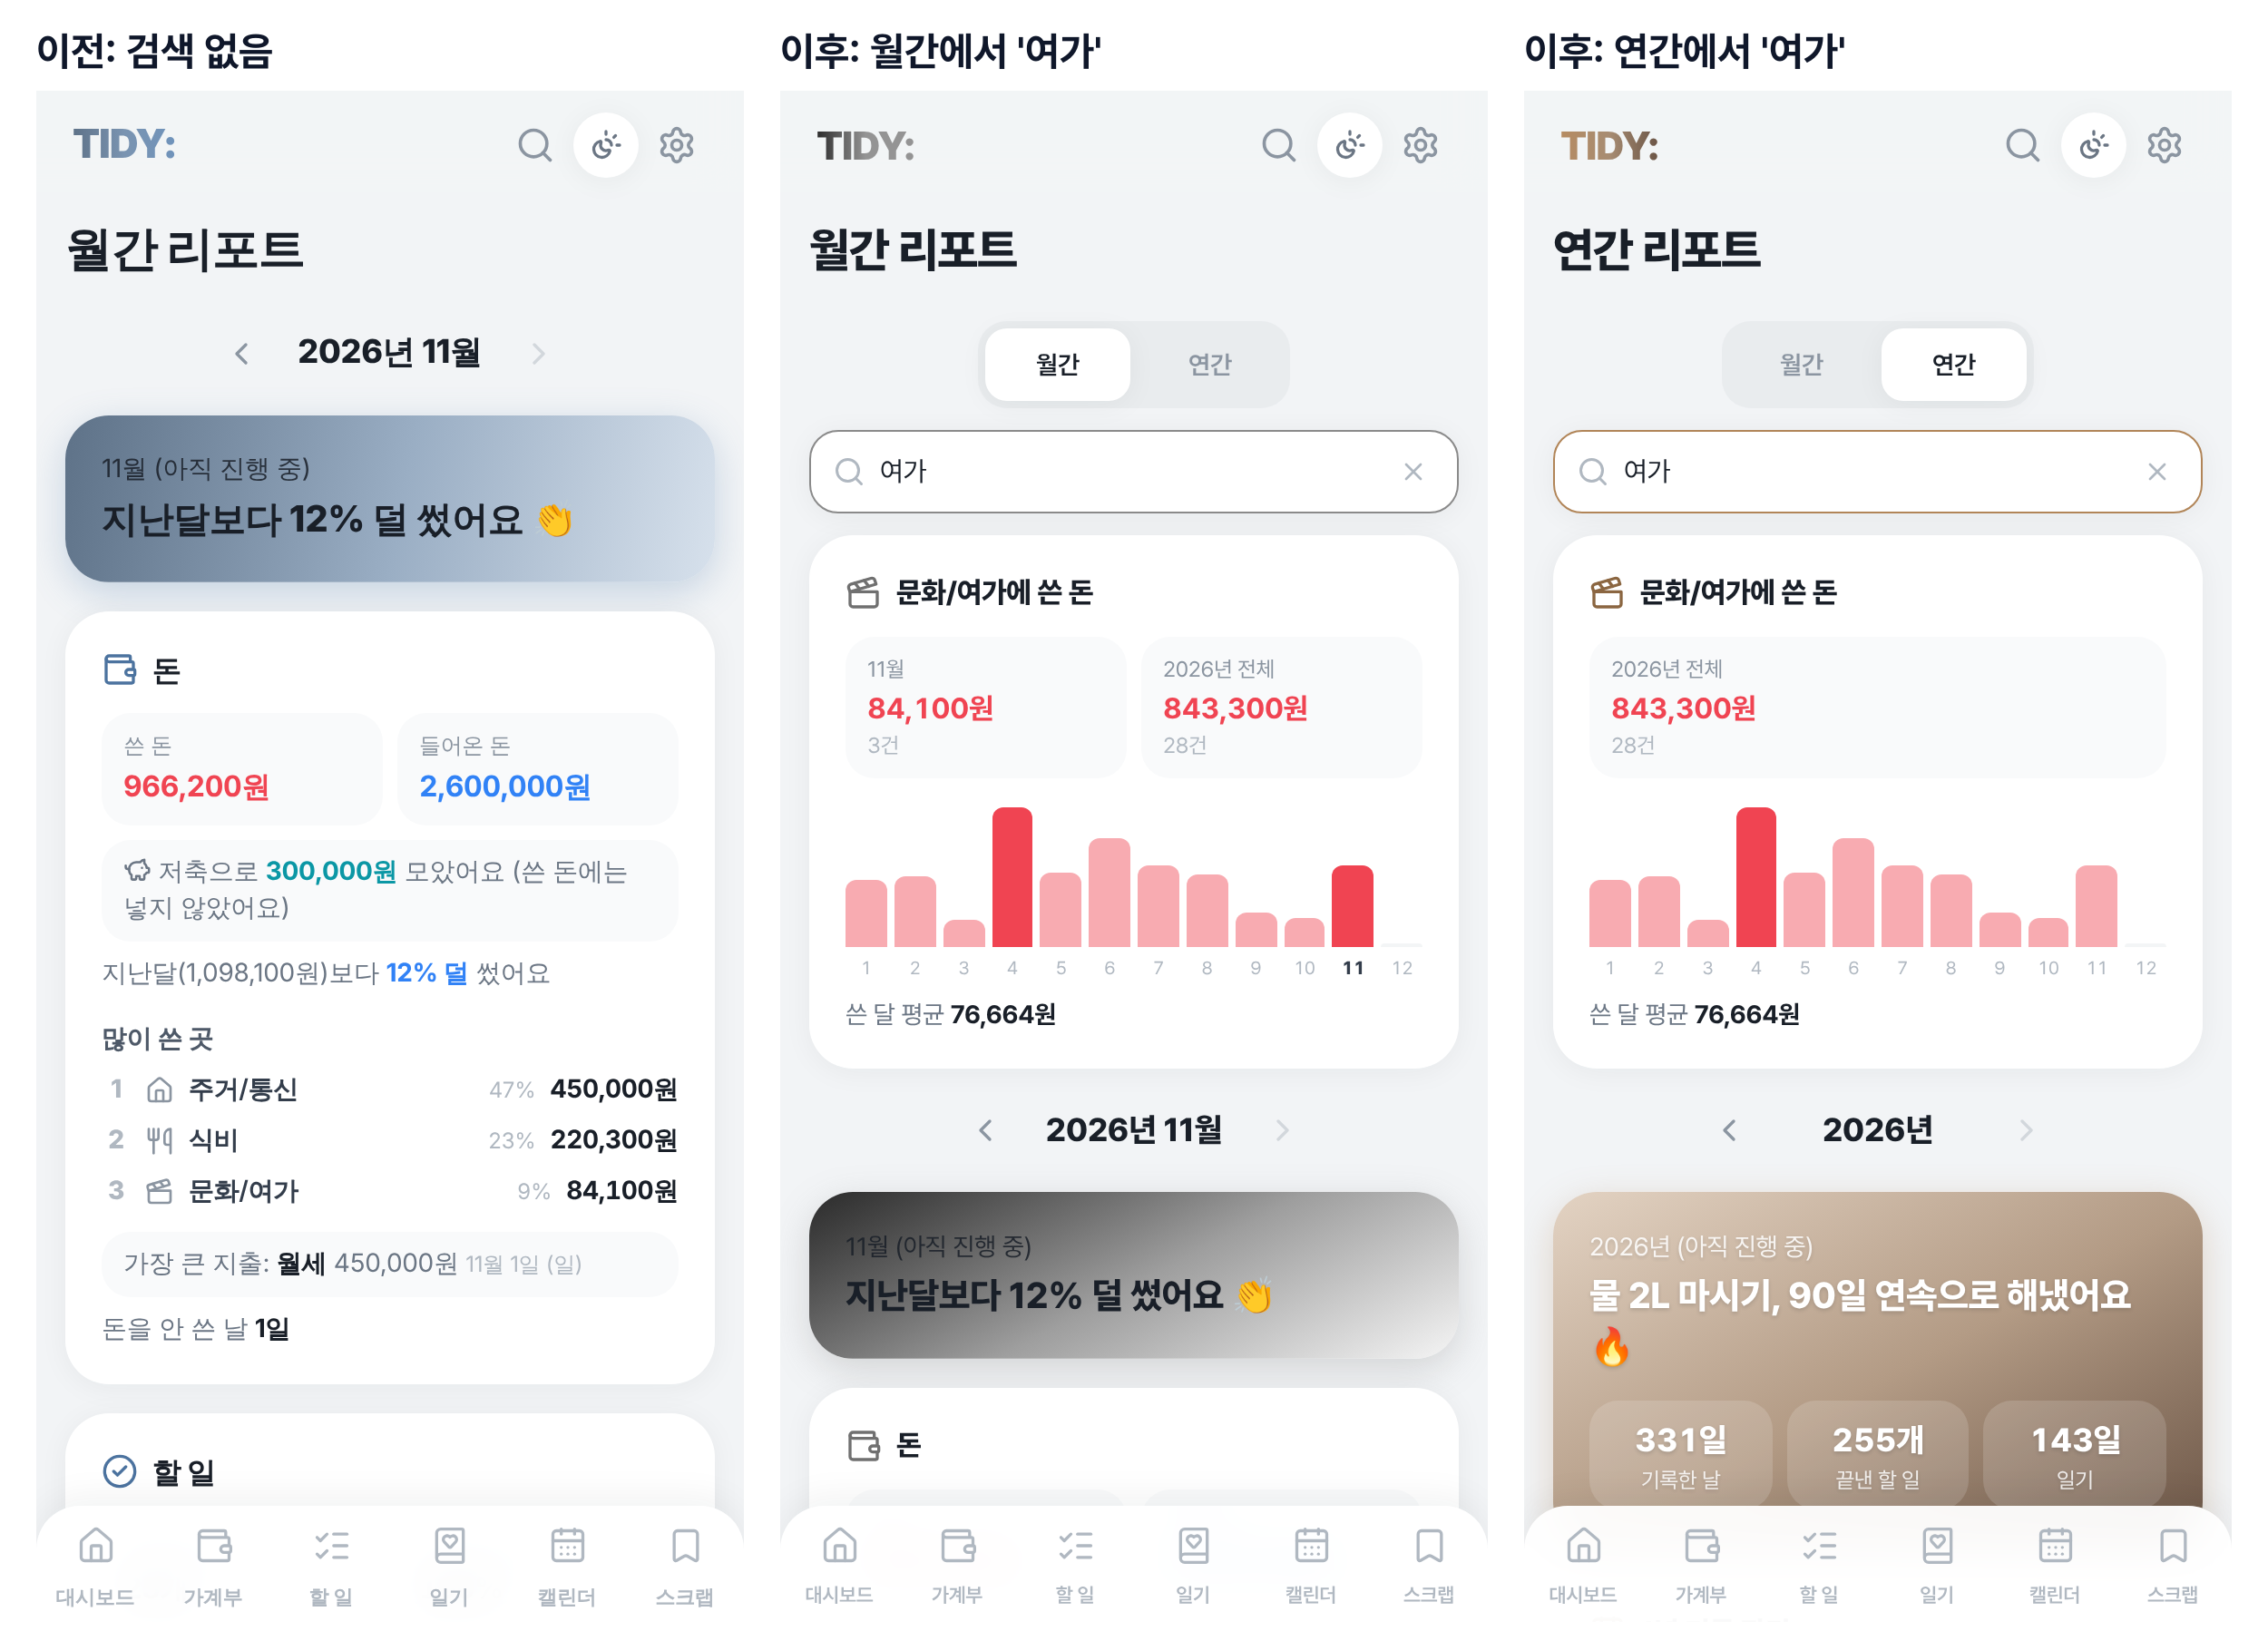 이전: 검색 없음
TIDY:
월간 리포트
2026년 11월
11월 (아직 진행 중)
지난달보다 12% 덜 썼어요 👏
돈
쓴 돈
966,200원
들어온 돈
2,600,000원
저축으로 300,000원 모았어요 (쓴 돈에는
넣지 않았어요)
지난달(1,098,100원)보다 12% 덜 썼어요
많이 쓴 곳
1 주거/통신 47% 450,000원
2 식비 23% 220,300원
3 문화/여가 9% 84,100원
가장 큰 지출: 월세 450,000원 11월 1일 (일)
돈을 안 쓴 날 1일
할 일
대시보드 가계부 할 일 일기 캘린더 스크랩
이후: 월간에서 '여가'
TIDY:
월간 리포트
월간 연간
여가
문화/여가에 쓴 돈
11월
84,100원
3건
2026년 전체
843,300원
28건
1 2 3 4 5 6 7 8 9 10 11 12
쓴 달 평균 76,664원
2026년 11월
11월 (아직 진행 중)
지난달보다 12% 덜 썼어요 👏
돈
대시보드 가계부 할 일 일기 캘린더 스크랩
이후: 연간에서 '여가'
TIDY:
연간 리포트
월간 연간
여가
문화/여가에 쓴 돈
2026년 전체
843,300원
28건
1 2 3 4 5 6 7 8 9 10 11 12
쓴 달 평균 76,664원
2026년
2026년 (아직 진행 중)
물 2L 마시기, 90일 연속으로 해냈어요
🔥
331일 255개 143일
기록한 날 끝낸 할 일 일기
대시보드 가계부 할 일 일기 캘린더 스크랩